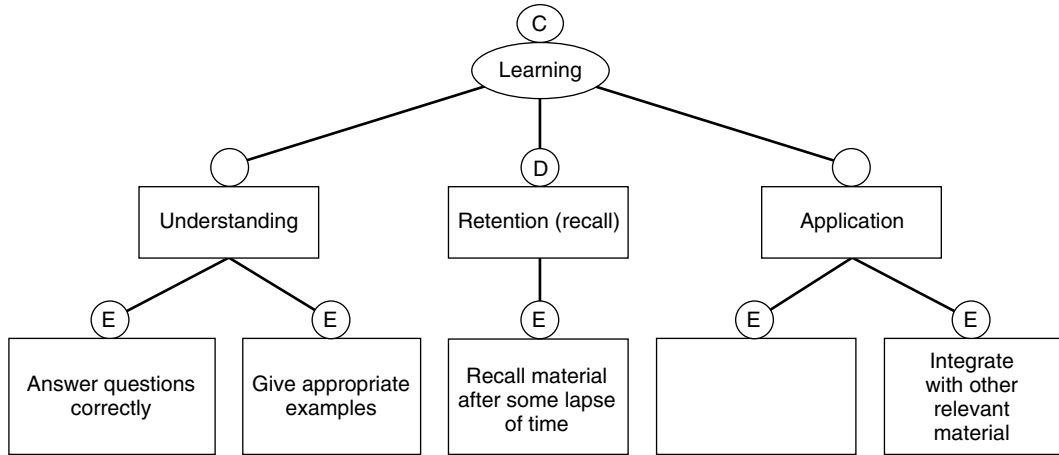 C
Learning
D
Understanding
Retention (recall)
Application
E
E
E
E
E
Answer questions
correctly
Give appropriate
examples
Recall material
after some lapse
of time
Integrate
with other
relevant
material